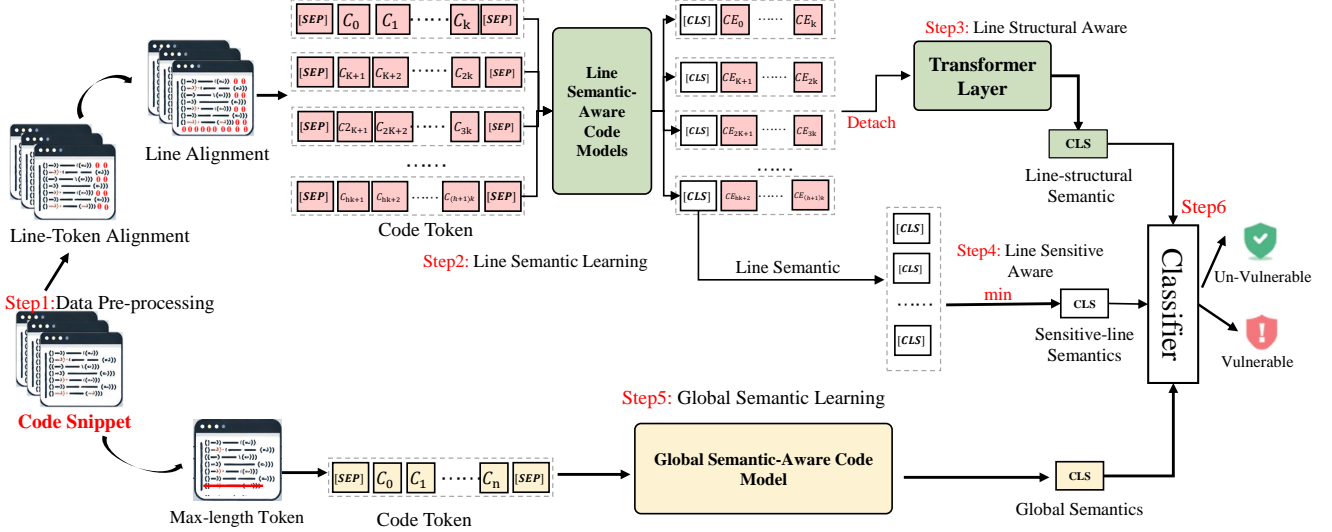 [SEP] C0 C1 ······ Ck [SEP]
[CLS] CE0 ······ CEk
Step3: Line Structural Aware
[SEP] CK+1 CK+2 ······ C2k [SEP]
[CLS] CEK+1 ······ CE2k
Transformer
Layer
Line
Semantic-
Aware
Code
Models
[SEP] C2K+1 C2K+2 ······ C3k [SEP]
[CLS] CE2K+1 ······ CE3k
Detach
Line Alignment
CLS
Line-structural
Semantic
······
······
[SEP] Chk+1 Chk+2 ······ C(h+1)k [SEP]
[CLS] CEhk+2 ······ CE(h+1)k
Code Token
Line-Token Alignment
Step2: Line Semantic Learning
Line Semantic
[CLS]
[CLS]
······
[CLS]
Step4: Line Sensitive
Aware
min
CLS
Sensitive-line
Semantics
Step6
Classifier
Un-Vulnerable
Vulnerable
Step1:Data Pre-processing
Code Snippet
Step5: Global Semantic Learning
Max-length Token
[SEP] C0 C1 ······ Cn [SEP]
Code Token
Global Semantic-Aware Code
Model
CLS
Global Semantics